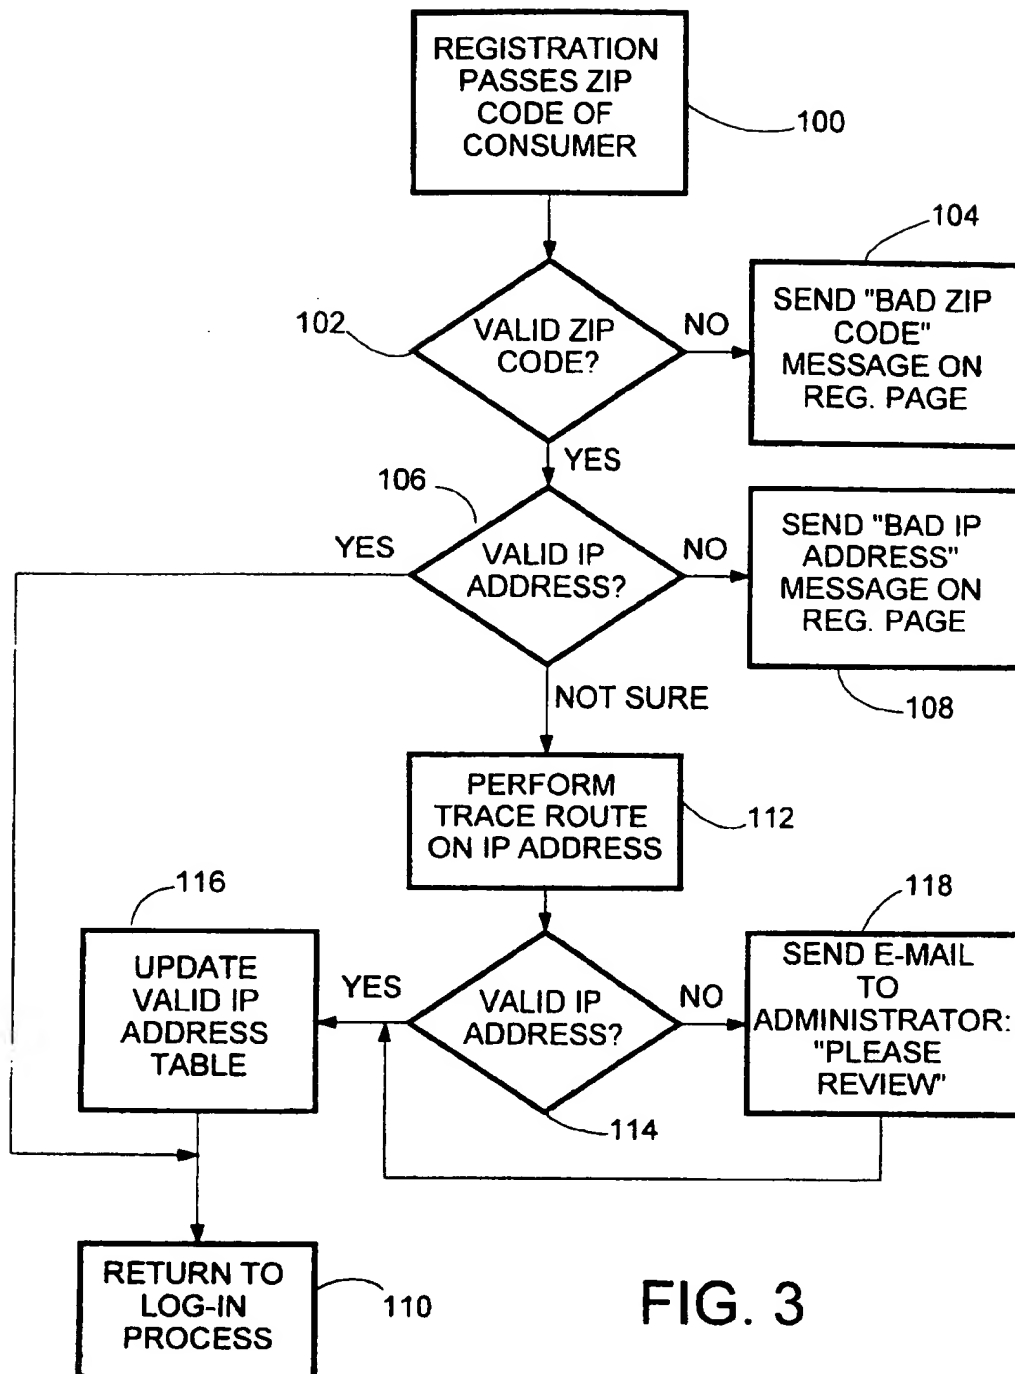 REGISTRATION
PASSES ZIP
CODE OF
CONSUMER
100
104
102
VALID ZIP
CODE?
NO
SEND "BAD ZIP
CODE"
MESSAGE ON
REG. PAGE
YES
106
YES
VALID IP
ADDRESS?
NO
SEND "BAD IP
ADDRESS"
MESSAGE ON
REG. PAGE
108
NOT SURE
PERFORM
TRACE ROUTE
ON IP ADDRESS
112
116
118
UPDATE
VALID IP
ADDRESS
TABLE
YES
VALID IP
ADDRESS?
NO
SEND E-MAIL
TO
ADMINISTRATOR:
"PLEASE
REVIEW"
114
RETURN TO
LOG-IN
PROCESS
110
FIG. 3